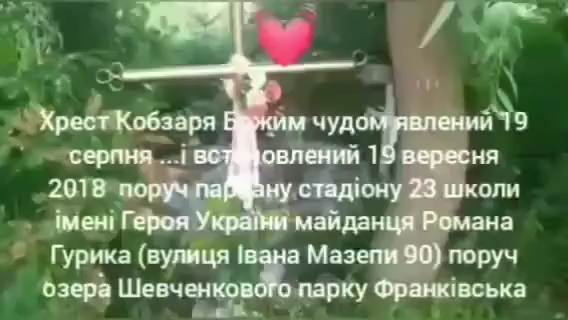 Хрест Кобзаря Божим чудом явлений 19
серпня ...і встановлений 19 вересня
2018 поруч паркану стадіону 23 школи
імені Героя України майданця Романа
Гурика (вулиця Івана Мазепи 90) поруч
озера Шевченкового парку Франківська